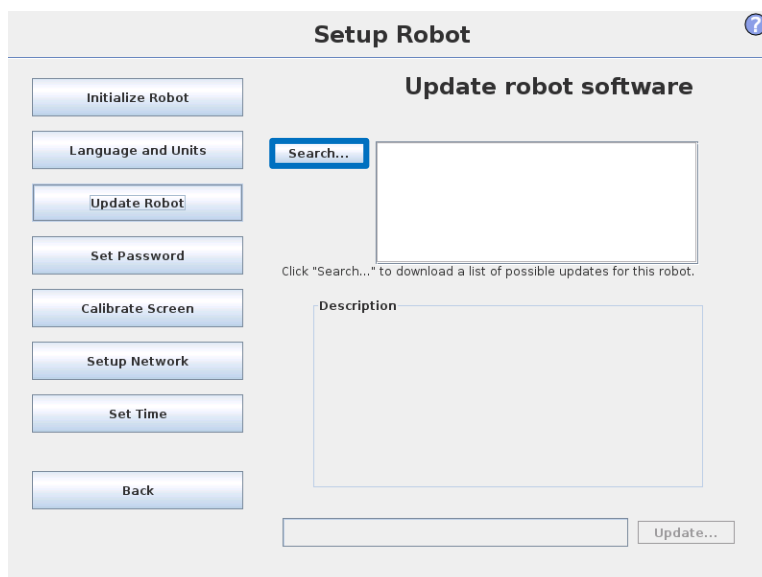 Setup Robot
?
Initialize Robot
Language and Units
Update Robot
Set Password
Calibrate Screen
Setup Network
Set Time
Back
Update robot software
Search...
Click "Search..." to download a list of possible updates for this robot.
Description
Update...